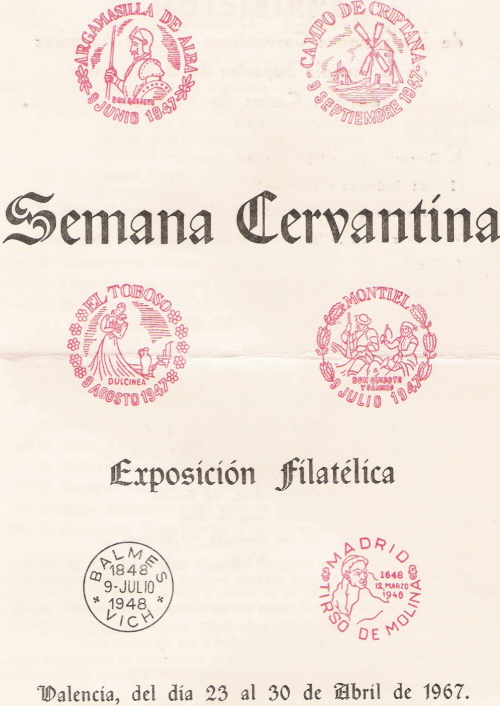 ARGAMASILLA DE ALBA
DON QUIJOTE
9 JUNIO 1947
CAMPO DE CRIPTANA
9 SEPTIEMBRE 1947
Semana Cervantina
EL TOBOSO
DULCINEA
9 AGOSTO 1947
MONTIEL
DON QUIJOTE
Y SANCHO
9 JULIO 1947
Exposición Filatélica
BALMES
1848
9-JULIO
1948
VICH
MADRID
1648
12 MARZO
1948
TIRSO DE MOLINA
Valencia, del día 23 al 30 de Abril de 1967.